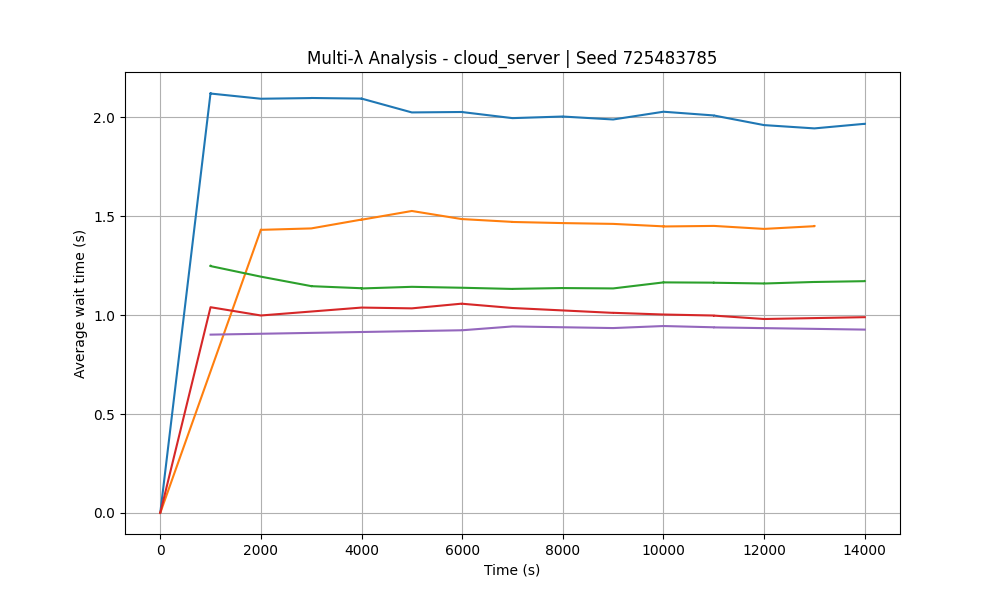 Multi-λ Analysis - cloud_server | Seed 725483785
Average wait time (s)
2.0
1.5
1.0
0.5
0.0
0 2000 4000 6000 8000 10000 12000 14000
Time (s)